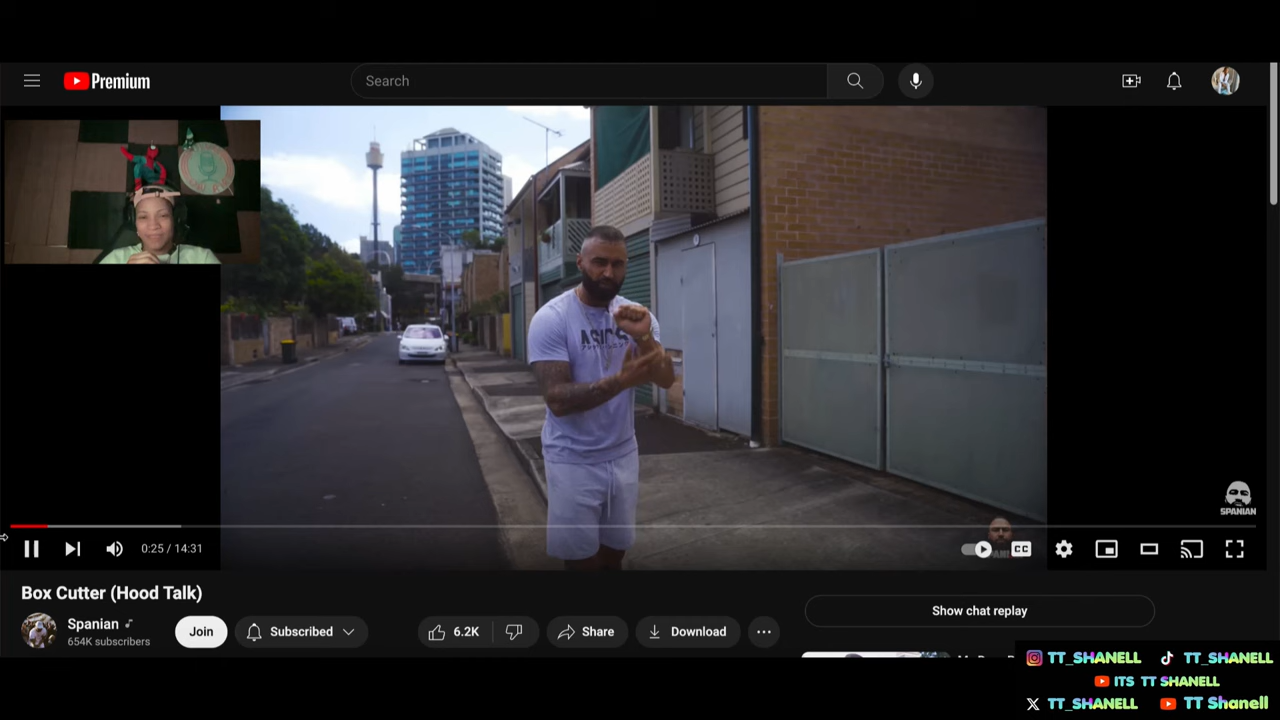 Premium
Search
ASICS
SPANIAN
0:25 / 14:31
CC
Box Cutter (Hood Talk)
Spanian
654K subscribers
Join
Subscribed
6.2K
Share
Download
Show chat replay
TT_SHANELL
TT_SHANELL
ITS TT SHANELL
TT_SHANELL
TT Shanell